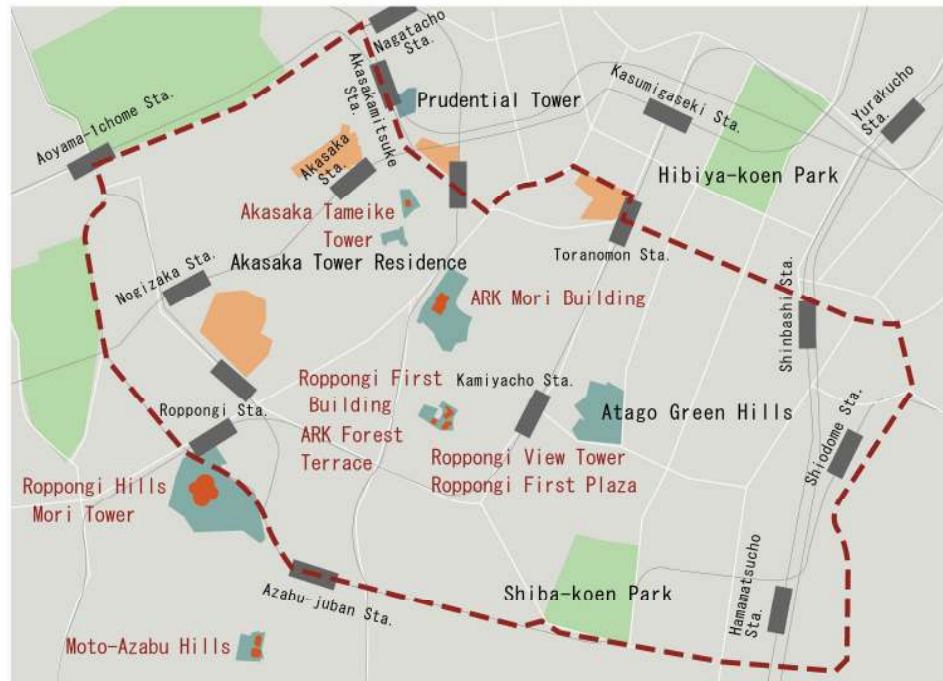 Nagatacho
Sta.
Akasakamitsuke
Sta.
Prudential Tower
Kasumigaseki Sta.
Yurakucho
Sta.
Aoyama-1chome Sta.
Akasaka
Sta.
Hibiya-koen Park
Akasaka Tameike
Tower
Akasaka Tower Residence
Toranomon Sta.
Nogizaka Sta.
ARK Mori Building
Shinbashi Sta.
Roppongi First
Building
Kamiyacho Sta.
Roppongi Sta.
Atago Green Hills
ARK Forest
Terrace
Roppongi View Tower
Roppongi First Plaza
Shiodome Sta.
Roppongi Hills
Mori Tower
Azabu-juban Sta.
Shiba-koen Park
Hamamatsucho
Sta.
Moto-Azabu Hills